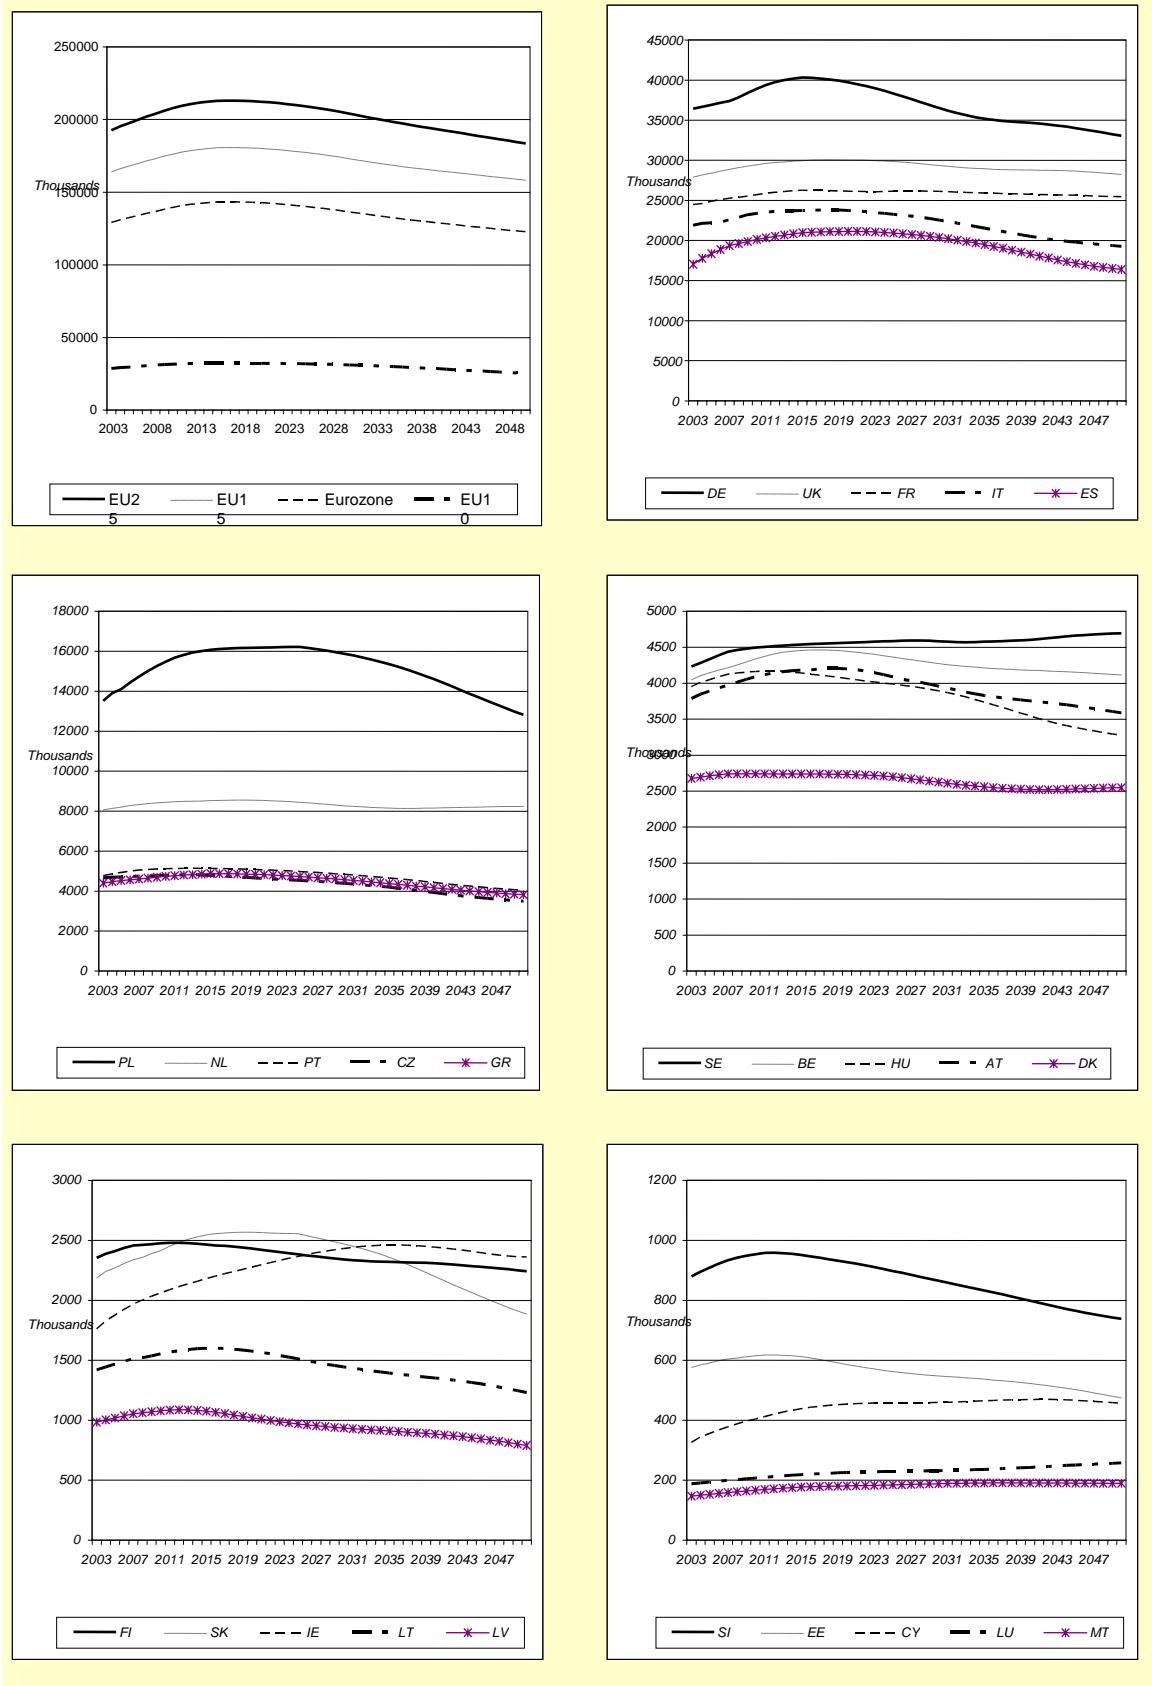 250000
200000
Thousands
150000
100000
50000
0
2003 2008 2013 2018 2023 2028 2033 2038 2043 2048
EU2 EU1 Eurozone EU1
5 5 0
45000
40000
35000
30000
Thousands
25000
20000
15000
10000
5000
0
2003 2007 2011 2015 2019 2023 2027 2031 2035 2039 2043 2047
DE UK FR IT ES
18000
16000
14000
12000
Thousands
10000
8000
6000
4000
2000
0
2003 2007 2011 2015 2019 2023 2027 2031 2035 2039 2043 2047
PL NL PT CZ GR
5000
4500
4000
3500
Thousands
3000
2500
2000
1500
1000
500
0
2003 2007 2011 2015 2019 2023 2027 2031 2035 2039 2043 2047
SE BE HU AT DK
3000
2500
2000
Thousands
1500
1000
500
0
2003 2007 2011 2015 2019 2023 2027 2031 2035 2039 2043 2047
FI SK IE LT LV
1200
1000
800
Thousands
600
400
200
0
2003 2007 2011 2015 2019 2023 2027 2031 2035 2039 2043 2047
SI EE CY LU MT